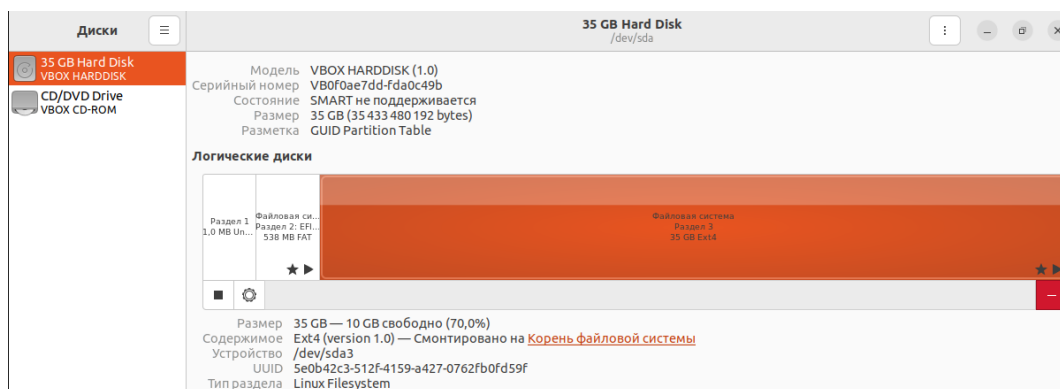 Диски
35 GB Hard Disk
/dev/sda
35 GB Hard Disk
VBOX HARDDISK
CD/DVD Drive
VBOX CD-ROM
Модель VBOX HARDDISK (1.0)
Серийный номер VB0f0ae7dd-fda0c49b
Состояние SMART не поддерживается
Размер 35 GB (35 433 480 192 bytes)
Разметка GUID Partition Table
Логические диски
Раздел 1
1,0 MB Un...
Файловая си...
Раздел 2: EFI...
538 MB FAT
Файловая система
Раздел 3
35 GB Ext4
Размер 35 GB — 10 GB свободно (70,0%)
Содержимое Ext4 (version 1.0) — Смонтировано на Корень файловой системы
Устройство /dev/sda3
UUID 5e0b42c3-512f-4159-a427-0762fb0fd59f
Тип раздела Linux Filesystem